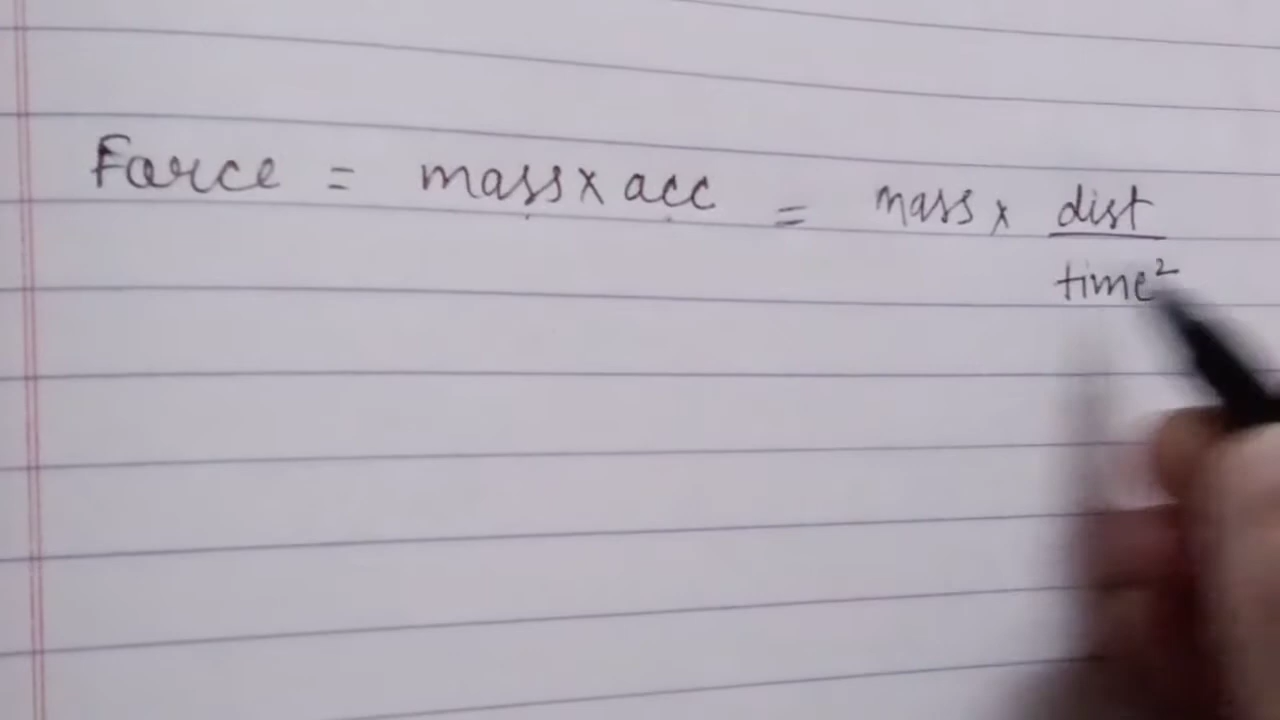 Force = mass x acc = mass x dist
time²